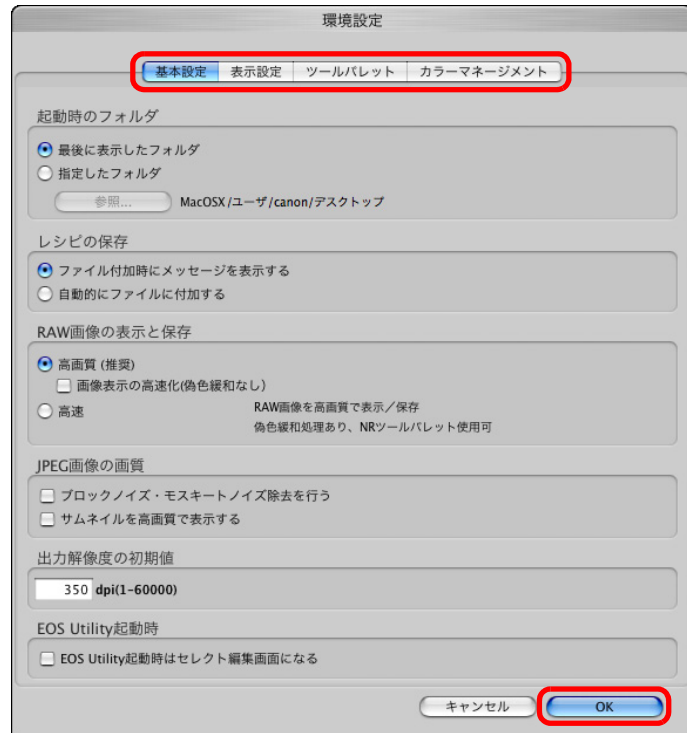 環境設定
基本設定 表示設定 ツールパレット カラーマネージメント
起動時のフォルダ
最後に表示したフォルダ
指定したフォルダ
参照... MacOSX/ユーザ/canon/デスクトップ
レシピの保存
ファイル付加時にメッセージを表示する
自動的にファイルに付加する
RAW画像の表示と保存
高画質 (推奨)
画像表示の高速化(偽色緩和なし)
高速 RAW画像を高画質で表示／保存
偽色緩和処理あり、NRツールパレット使用可
JPEG画像の画質
ブロックノイズ・モスキートノイズ除去を行う
サムネイルを高画質で表示する
出力解像度の初期値
350 dpi(1-60000)
EOS Utility起動時
EOS Utility起動時はセレクト編集画面になる
キャンセル OK